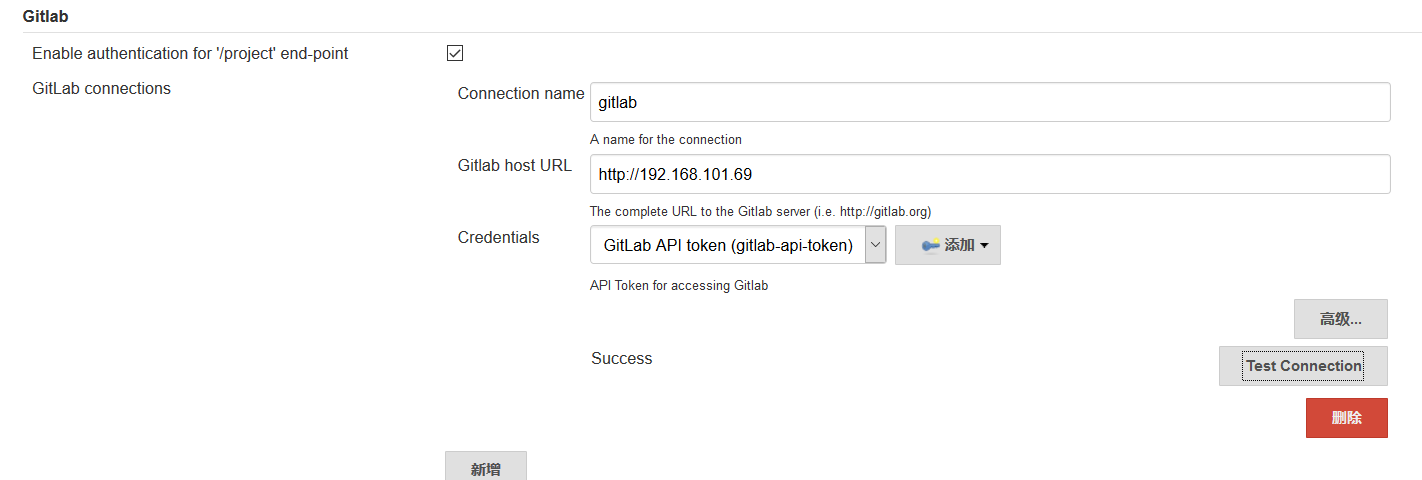 Gitlab
Enable authentication for '/project' end-point
GitLab connections
Connection name
gitlab
A name for the connection
Gitlab host URL
http://192.168.101.69
The complete URL to the Gitlab server (i.e. http://gitlab.org)
Credentials
GitLab API token (gitlab-api-token)
添加
API Token for accessing Gitlab
高级...
Success
Test Connection
删除
新增